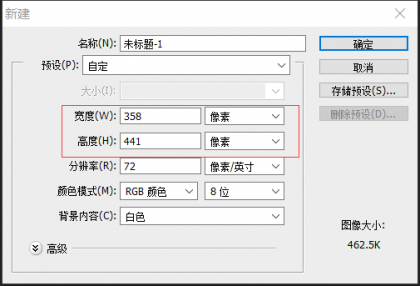 新建
名称(N): 未标题-1
确定
预设(P): 自定
取消
大小(I):
存储预设(S)...
宽度(W): 358 像素
删除预设(D)...
高度(H): 441 像素
分辨率(R): 72 像素/英寸
颜色模式(M): RGB 颜色 8 位
背景内容(C): 白色
图像大小:
高级
462.5K